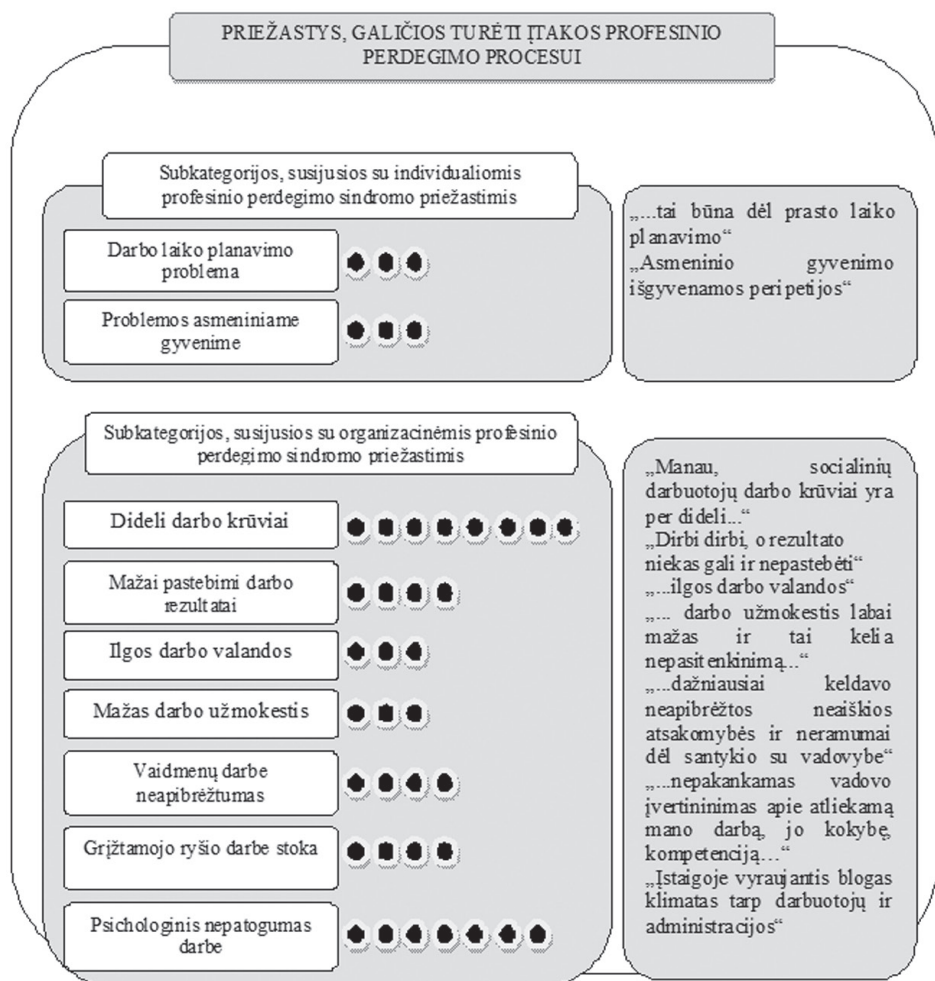 PRIEŽASTYS, GALIČIOS TURĖTI ĮTAKOS PROFESINIO
PERDEGIMO PROCESUI
Subkategorijos, susijusios su individualiomis
profesinio perdegimo sindromo priežastimis
Darbo laiko planavimo
problema
Problemos asmeniniame
gyvenime
„...tai būna dėl prasto laiko
planavimo“
„Asmeninio gyvenimo
išgyvenamos peripetijos“
Subkategorijos, susijusios su organizacinėmis profesinio
perdegimo sindromo priežastimis
Dideli darbo krūviai
Mažai pastebimi darbo
rezultatai
Ilgos darbo valandos
Mažas darbo užmokestis
Vaidmenų darbe
neapibrėžtumas
Grįžtamojo ryšio darbe stoka
Psichologinis nepatogumas
darbe
„Manau, socialinių
darbuotojų darbo krūviai yra
per dideli...“
„Dirbi dirbi, o rezultato
niekas gali ir nepastebėti“
„...ilgos darbo valandos“
„... darbo užmokestis labai
mažas ir tai kelia
nepasitenkinimą...“
„...dažniausiai keldavo
neapibrėžtos neaiškios
atsakomybės ir neramumai
dėl santykio su vadovybe“
„...nepakankamas vadovo
įvertininimas apie atliekamą
mano darbą, jo kokybę,
kompetenciją…“
„Įstaigoje vyraujantis blogas
klimatas tarp darbuotojų ir
administracijos“